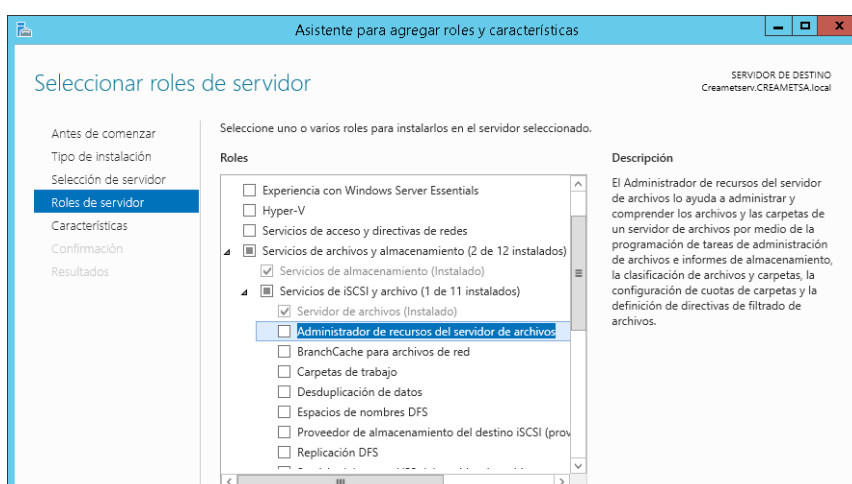 Asistente para agregar roles y características
Seleccionar roles de servidor
SERVIDOR DE DESTINO
Creametserv.CREAMETSA.local
Antes de comenzar
Tipo de instalación
Selección de servidor
Roles de servidor
Características
Confirmación
Resultados
Seleccione uno o varios roles para instalarlos en el servidor seleccionado.
Roles
Experiencia con Windows Server Essentials
Hyper-V
Servicios de acceso y directivas de redes
Servicios de archivos y almacenamiento (2 de 12 instalados)
Servicios de almacenamiento (Instalado)
Servicios de iSCSI y archivo (1 de 11 instalados)
Servidor de archivos (Instalado)
Administrador de recursos del servidor de archivos
BranchCache para archivos de red
Carpetas de trabajo
Desduplicación de datos
Espacios de nombres DFS
Proveedor de almacenamiento del destino iSCSI (prov
Replicación DFS
Descripción
El Administrador de recursos del servidor
de archivos lo ayuda a administrar y
comprender los archivos y las carpetas de
un servidor de archivos por medio de la
programación de tareas de administración
de archivos e informes de almacenamiento,
la clasificación de archivos y carpetas, la
configuración de cuotas de carpetas y la
definición de directivas de filtrado de
archivos.